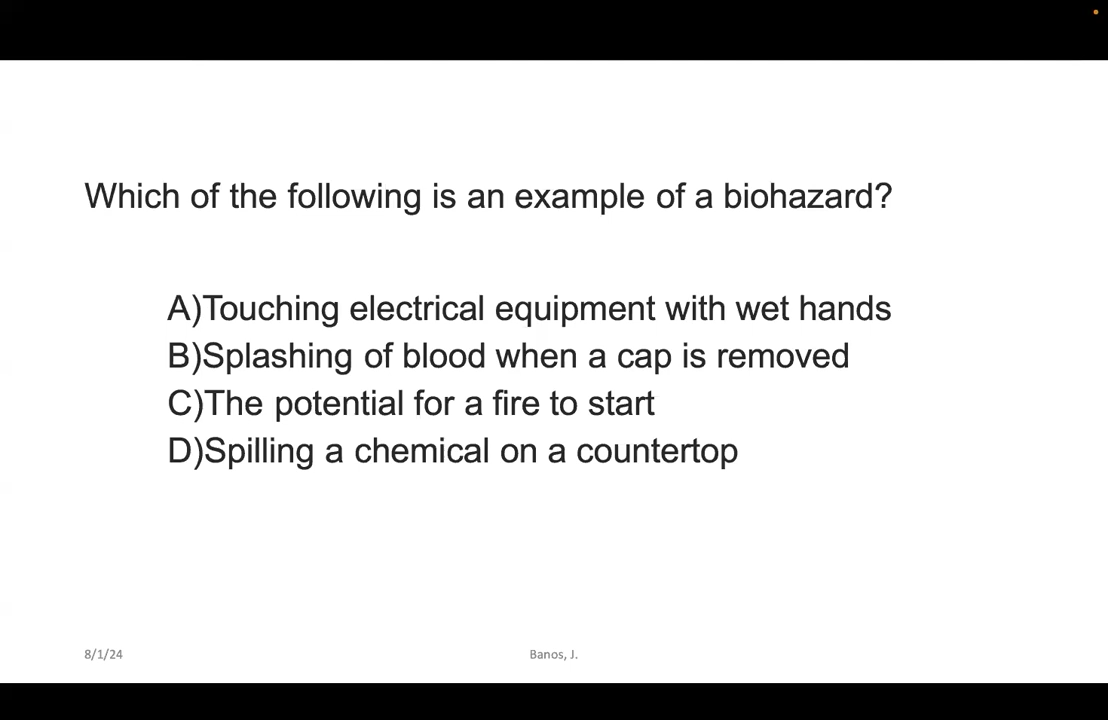 Which of the following is an example of a biohazard?
A)Touching electrical equipment with wet hands
B)Splashing of blood when a cap is removed
C)The potential for a fire to start
D)Spilling a chemical on a countertop
8/1/24
Banos, J.